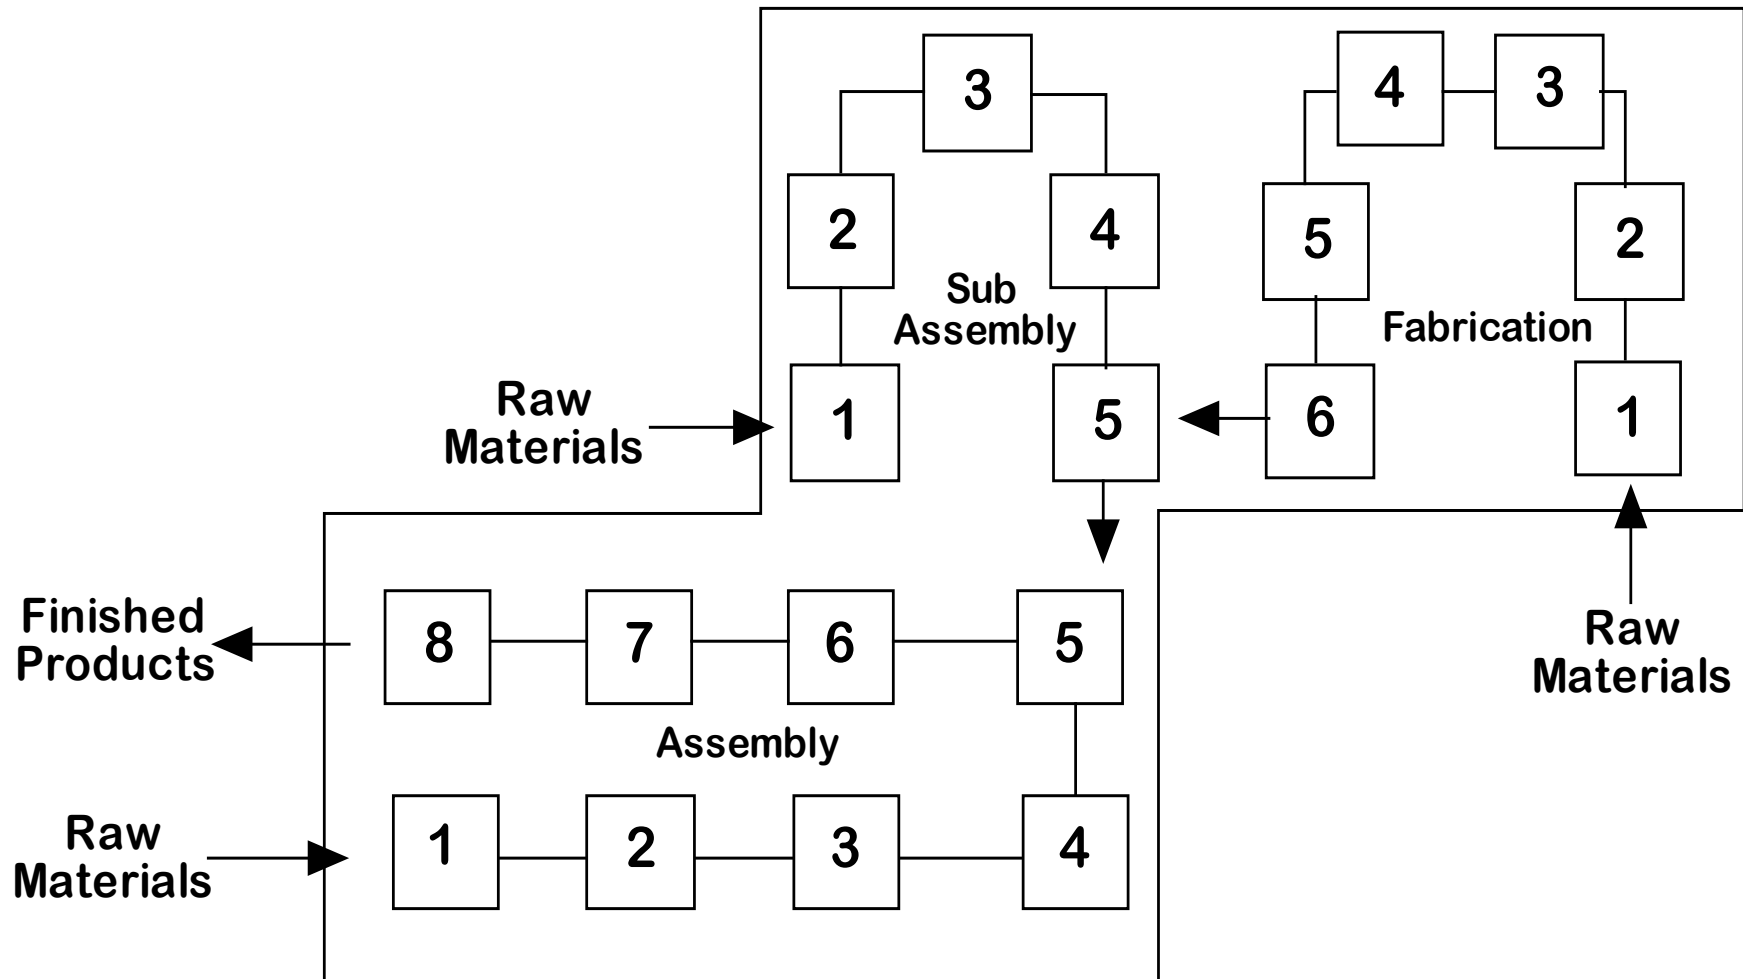 3
4 3
2
4
5
2
Sub
Assembly
Fabrication
Raw
Materials
1
5
6
1
Finished
Products
8 7 6 5
Raw
Materials
Assembly
Raw
Materials
1 2 3 4